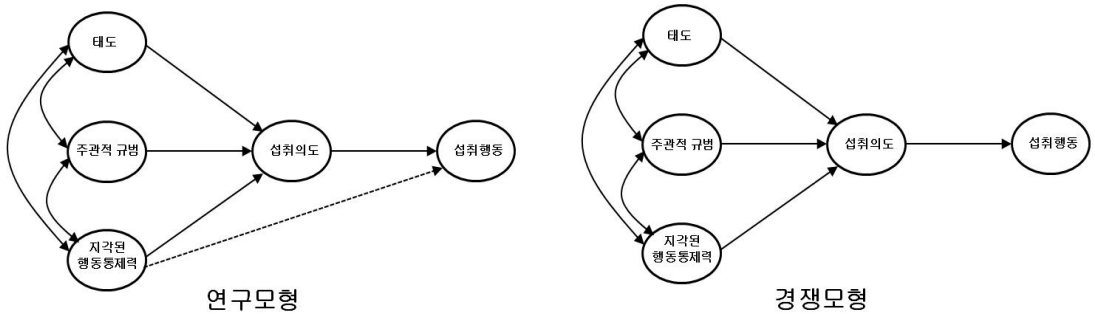 태도
주관적 규범
섭취의도
섭취행동
지각된
행동통제력
연구모형
태도
주관적 규범
섭취의도
섭취행동
지각된
행동통제력
경쟁모형